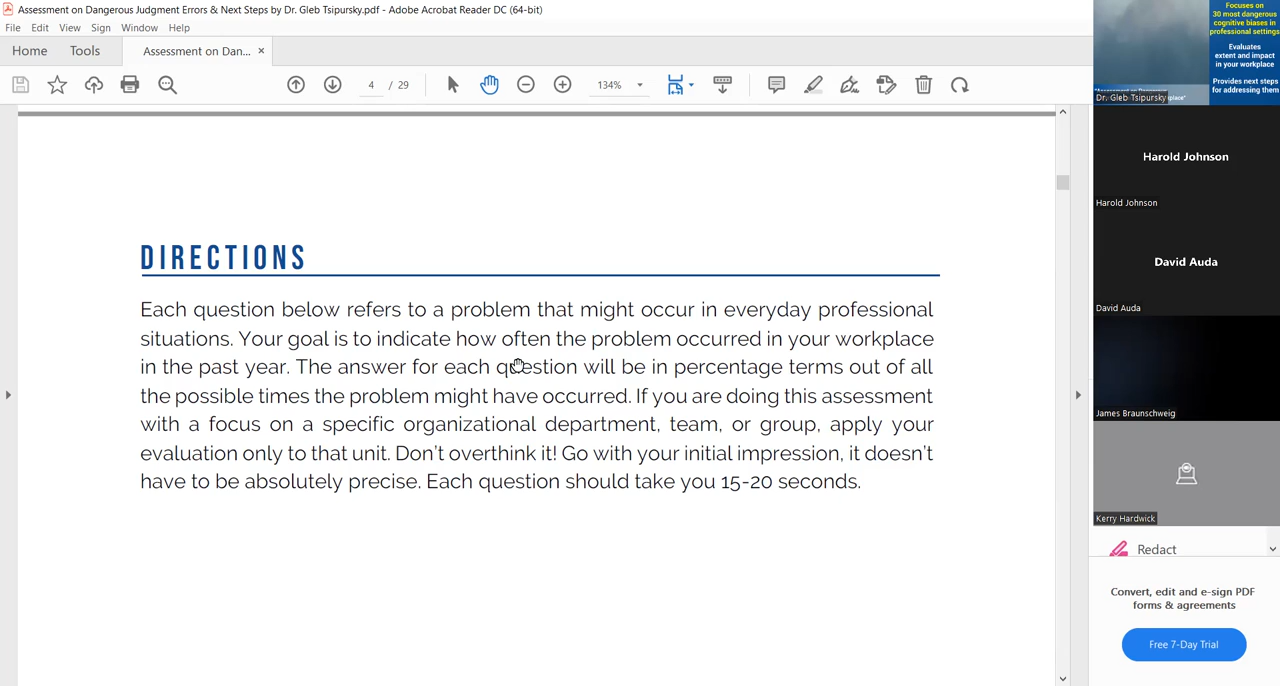 Assessment on Dangerous Judgment Errors & Next Steps by Dr. Gleb Tsipursky.pdf - Adobe Acrobat Reader DC (64-bit)
File Edit View Sign Window Help
Home Tools Assessment on Dan... ×
4 / 29 134%
DIRECTIONS
Each question below refers to a problem that might occur in everyday professional
situations. Your goal is to indicate how often the problem occurred in your workplace
in the past year. The answer for each question will be in percentage terms out of all
the possible times the problem might have occurred. If you are doing this assessment
with a focus on a specific organizational department, team, or group, apply your
evaluation only to that unit. Don't overthink it! Go with your initial impression, it doesn't
have to be absolutely precise. Each question should take you 15-20 seconds.
Focuses on
30 most dangerous
cognitive biases in
professional settings
Evaluates
extent and impact
in your workplace
Provides next steps
for addressing them
Dr. Gleb Tsipursky
Harold Johnson
Harold Johnson
David Auda
David Auda
James Braunschweig
Kerry Hardwick
Redact
Convert, edit and e-sign PDF
forms & agreements
Free 7-Day Trial